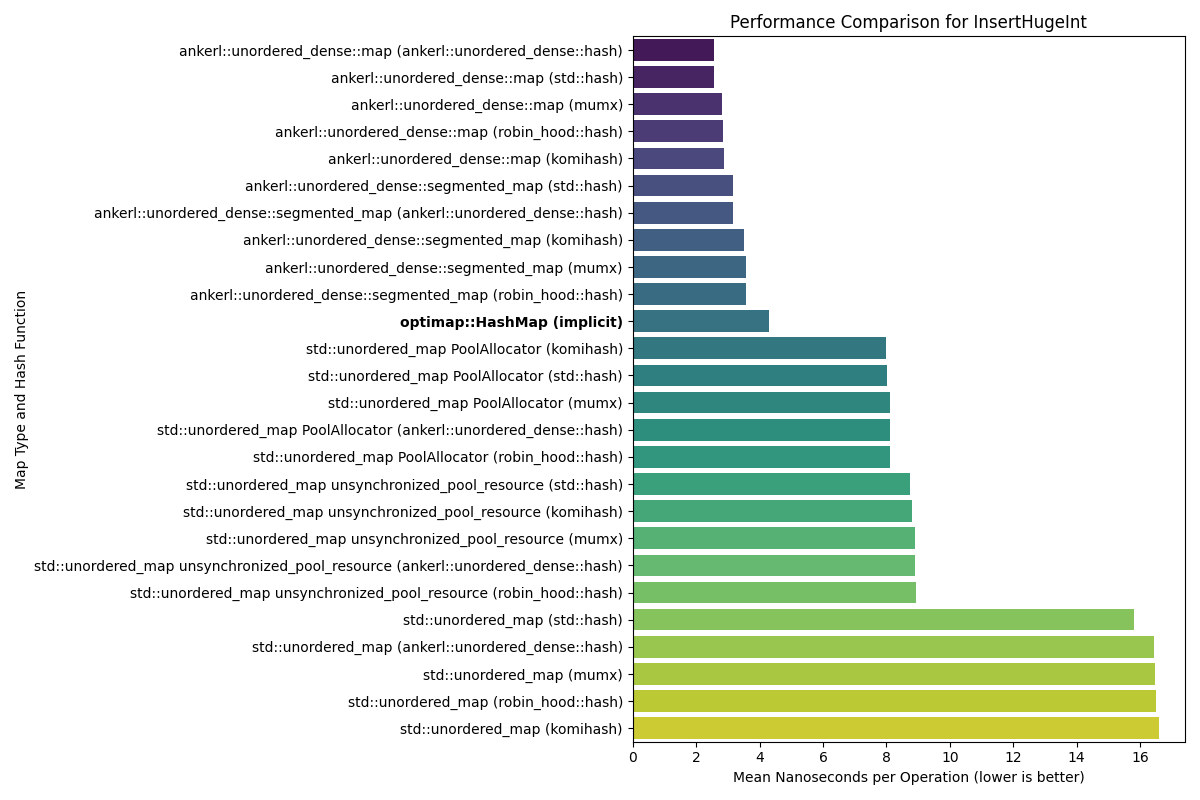 Performance Comparison for InsertHugeInt
Map Type and Hash Function
ankerl::unordered_dense::map (ankerl::unordered_dense::hash)
ankerl::unordered_dense::map (std::hash)
ankerl::unordered_dense::map (mumx)
ankerl::unordered_dense::map (robin_hood::hash)
ankerl::unordered_dense::map (komihash)
ankerl::unordered_dense::segmented_map (std::hash)
ankerl::unordered_dense::segmented_map (ankerl::unordered_dense::hash)
ankerl::unordered_dense::segmented_map (komihash)
ankerl::unordered_dense::segmented_map (mumx)
ankerl::unordered_dense::segmented_map (robin_hood::hash)
optimap::HashMap (implicit)
std::unordered_map PoolAllocator (komihash)
std::unordered_map PoolAllocator (std::hash)
std::unordered_map PoolAllocator (mumx)
std::unordered_map PoolAllocator (ankerl::unordered_dense::hash)
std::unordered_map PoolAllocator (robin_hood::hash)
std::unordered_map unsynchronized_pool_resource (std::hash)
std::unordered_map unsynchronized_pool_resource (komihash)
std::unordered_map unsynchronized_pool_resource (mumx)
std::unordered_map unsynchronized_pool_resource (ankerl::unordered_dense::hash)
std::unordered_map unsynchronized_pool_resource (robin_hood::hash)
std::unordered_map (std::hash)
std::unordered_map (ankerl::unordered_dense::hash)
std::unordered_map (mumx)
std::unordered_map (robin_hood::hash)
std::unordered_map (komihash)
0 2 4 6 8 10 12 14 16
Mean Nanoseconds per Operation (lower is better)